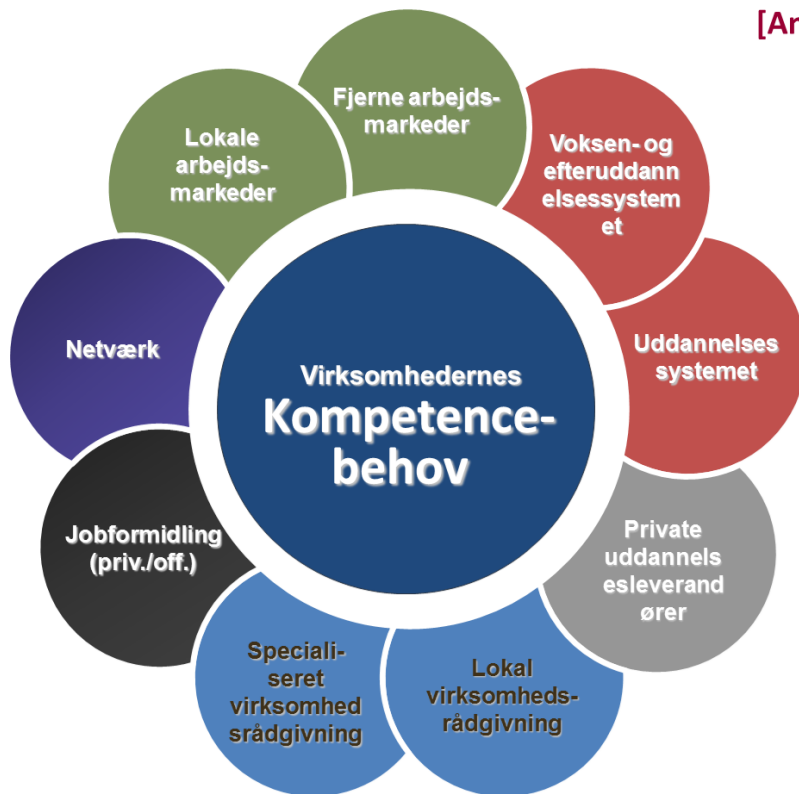 [Ar
Fjerne arbejds-
markeder
Lokale
arbejds-
markeder
Voksen- og
efteruddann
elsessystem
et
Netværk
Uddannelses
systemet
Virksomhedernes
Kompetence-
behov
Jobformidling
(priv./off.)
Private
uddannels
esleverand
ører
Speciali-
seret
virksomhed
srådgivning
Lokal
virksomheds-
rådgivning